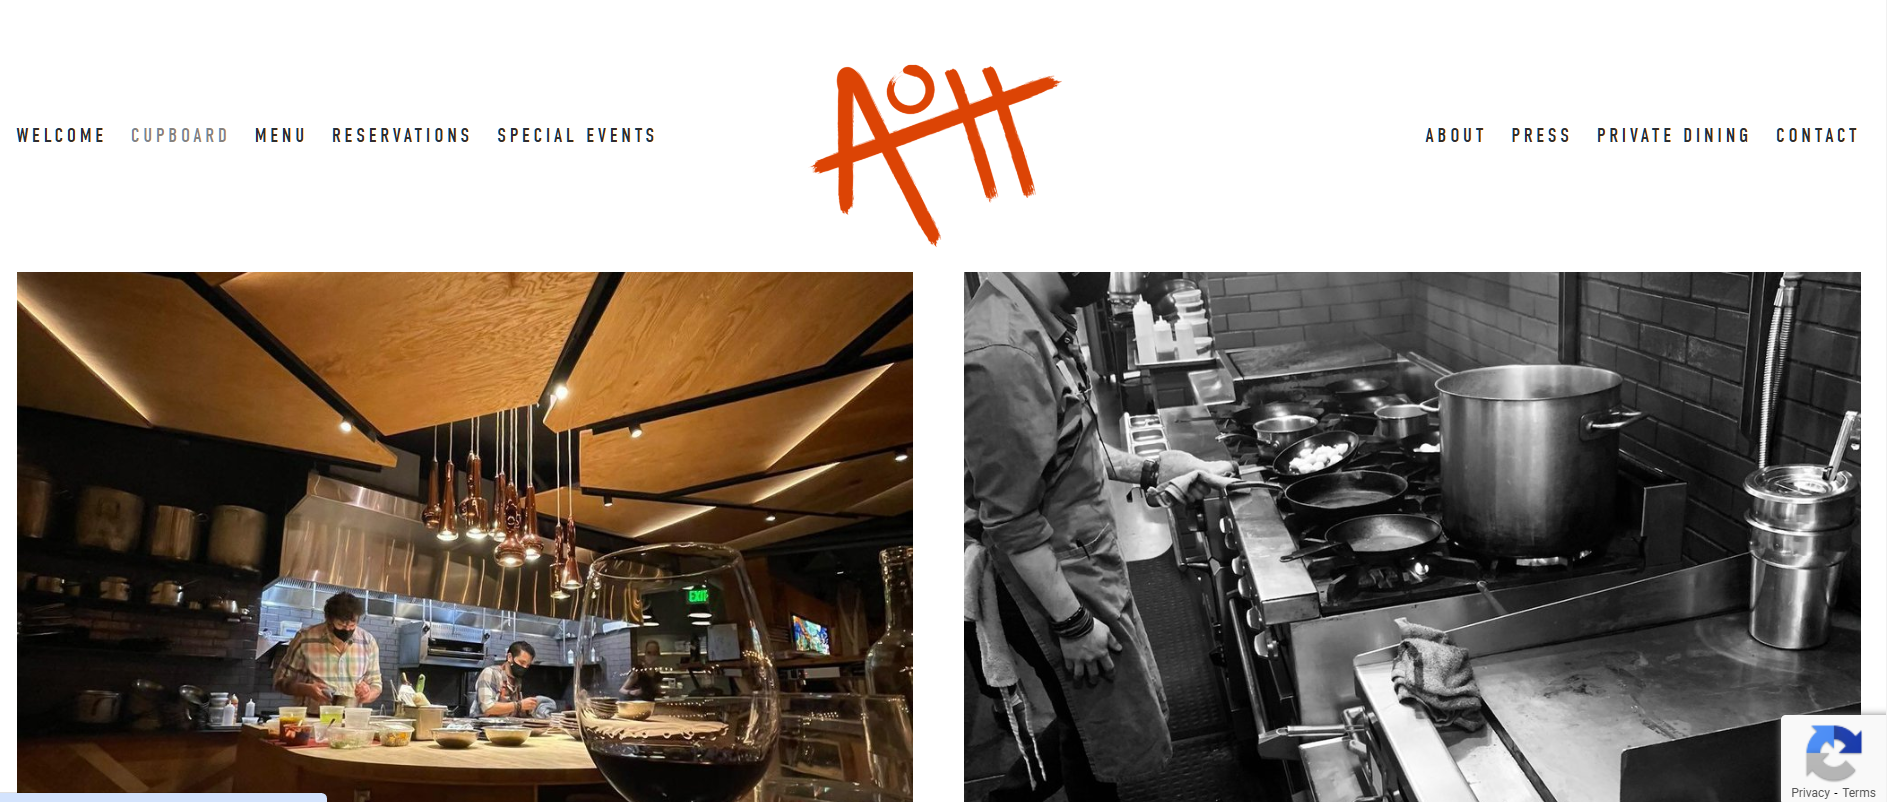 WELCOME CUPBOARD MENU RESERVATIONS SPECIAL EVENTS
AOH
ABOUT PRESS PRIVATE DINING CONTACT
EXIT
Privacy - Terms